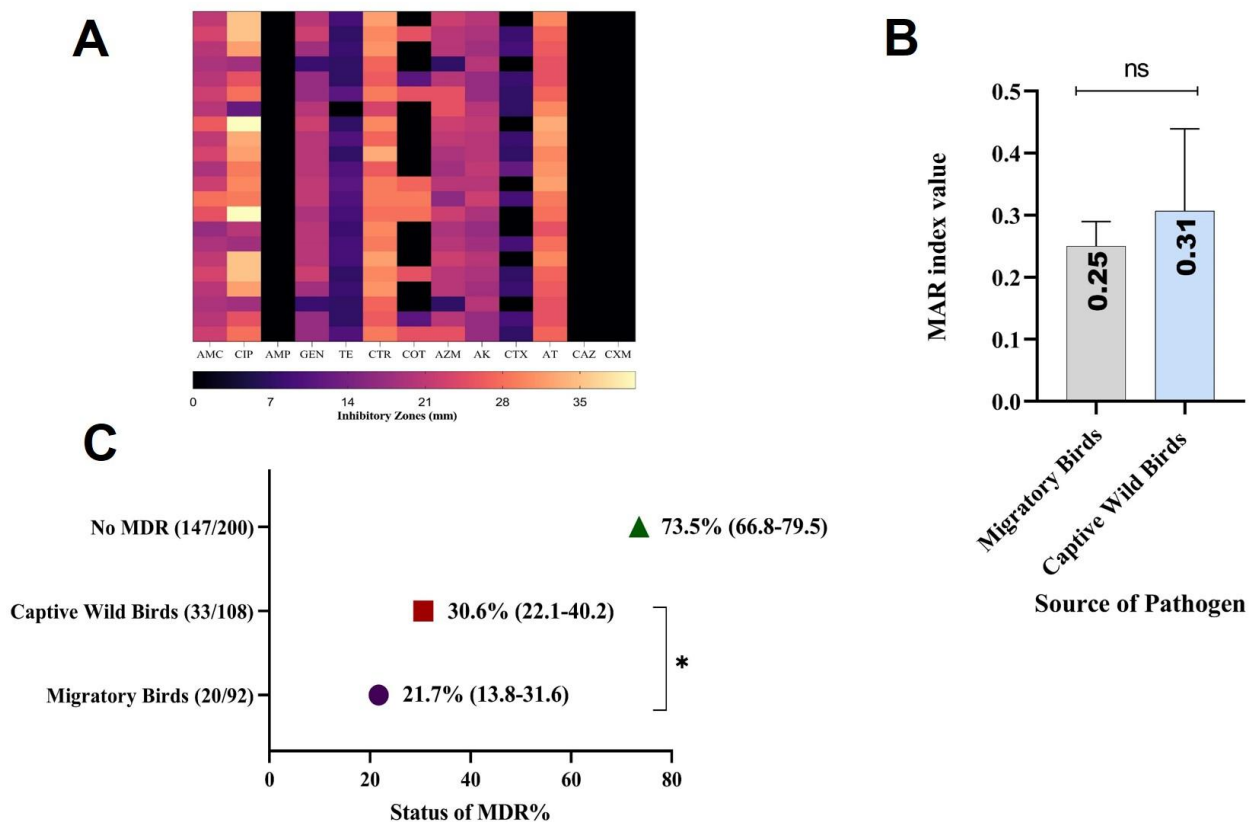 A
AMC CIP AMP GEN TE CTR COT AZM AK CTX AT CAZ CXM
0 7 14 21 28 35
Inhibitory Zones (mm)
B
ns
0.5
0.4
0.3
0.2
0.1
0.0
MAR index value
0.25
0.31
Migratory Birds
Captive Wild Birds
Source of Pathogen
C
No MDR (147/200)
73.5% (66.8-79.5)
Captive Wild Birds (33/108)
30.6% (22.1-40.2)
*
Migratory Birds (20/92)
21.7% (13.8-31.6)
0 20 40 60 80
Status of MDR%